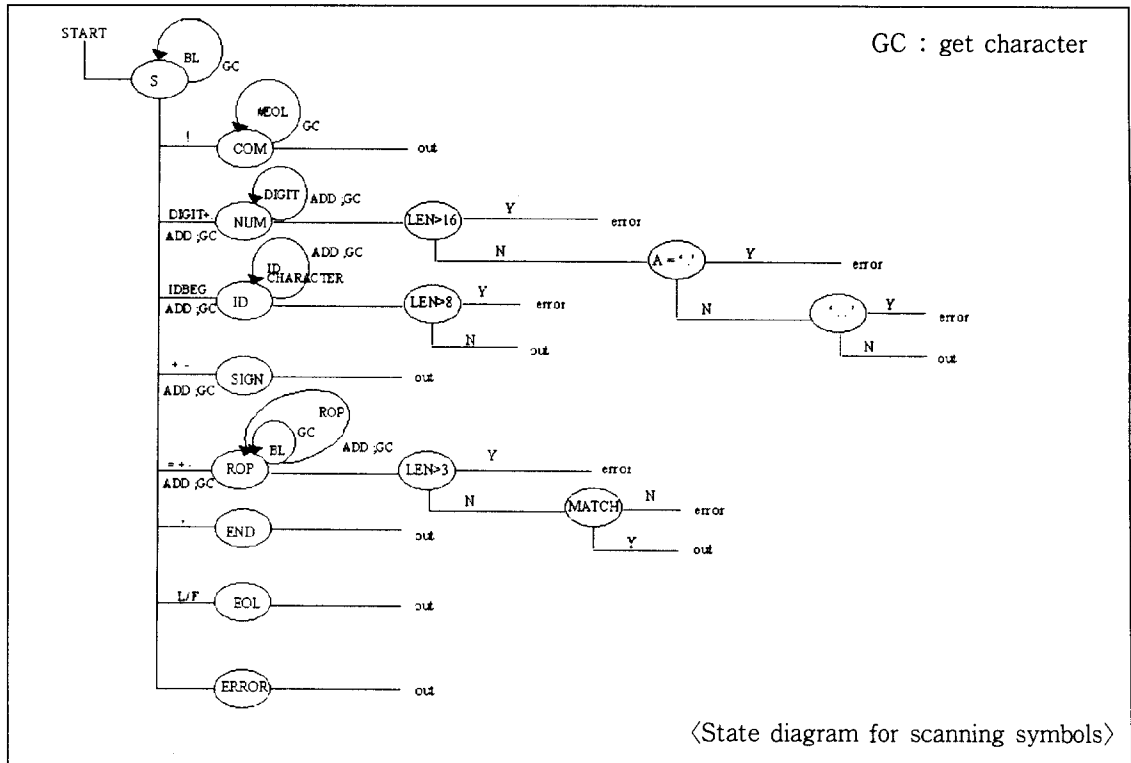 START
GC : get character
BL
GC
S
≠EOL
GC
!
COM
out
DIGIT
ADD ;GC
DIGIT+.
ADD ;GC
NUM
LEN>16
Y
error
N
A = '.'
Y
error
N
'..'
Y
error
N
out
ADD ;GC
ID
CHARACTER
IDBEG
ADD ;GC
ID
LEN>8
Y
error
N
out
+ -
ADD ;GC
SIGN
out
ROP
GC
BL
ADD ;GC
= + .
ADD ;GC
ROP
LEN>3
Y
error
N
MATCH
N
error
Y
out
END
out
L/F
EOL
out
ERROR
out
〈State diagram for scanning symbols〉